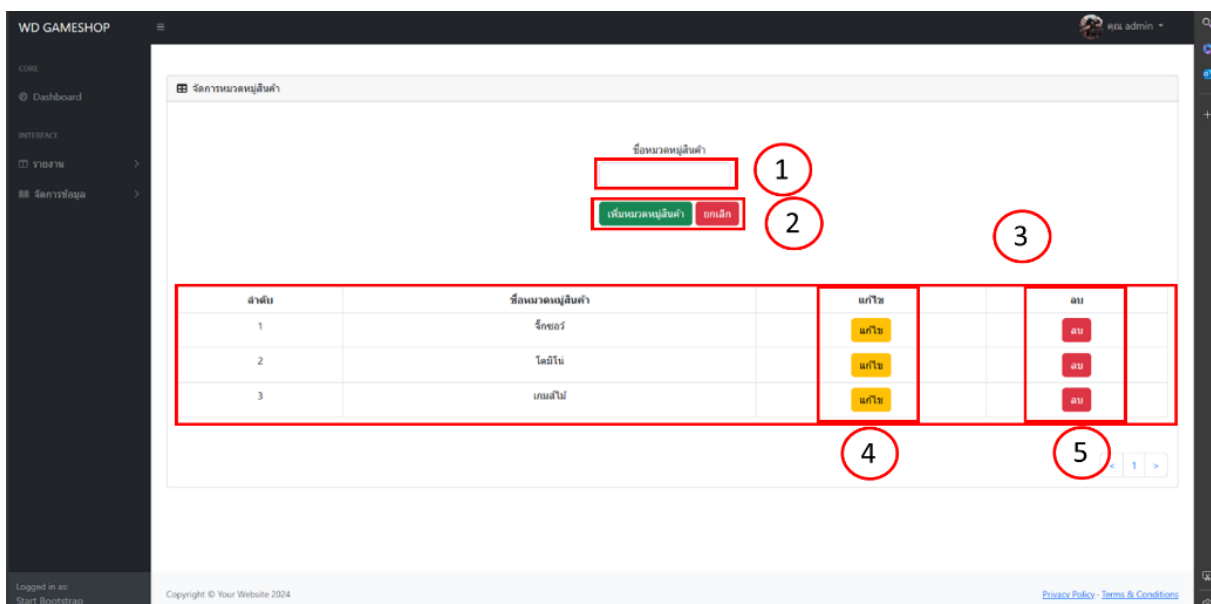 WD GAMESHOP
คุณ admin
CORE
Dashboard
INTERFACE
รายงาน
จัดการข้อมูล
จัดการหมวดหมู่สินค้า
ชื่อหมวดหมู่สินค้า
1
เพิ่มหมวดหมู่สินค้า ยกเลิก
2
3
ลำดับ ชื่อหมวดหมู่สินค้า แก้ไข ลบ
1 จิ๊กซอว์ แก้ไข ลบ
2 โดมิโน่ แก้ไข ลบ
3 เกมส์ไม้ แก้ไข ลบ
4 5
< 1 >
Logged in as:
Start Bootstrap
Copyright © Your Website 2024
Privacy Policy · Terms & Conditions